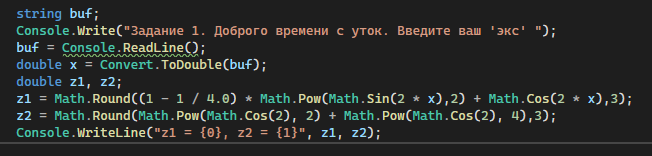 string buf;
Console.Write("Задание 1. Доброго времени с уток. Введите ваш 'экс' ");
buf = Console.ReadLine();
double x = Convert.ToDouble(buf);
double z1, z2;
z1 = Math.Round((1 - 1 / 4.0) * Math.Pow(Math.Sin(2 * x),2) + Math.Cos(2 * x),3);
z2 = Math.Round(Math.Pow(Math.Cos(2), 2) + Math.Pow(Math.Cos(2), 4),3);
Console.WriteLine("z1 = {0}, z2 = {1}", z1, z2);